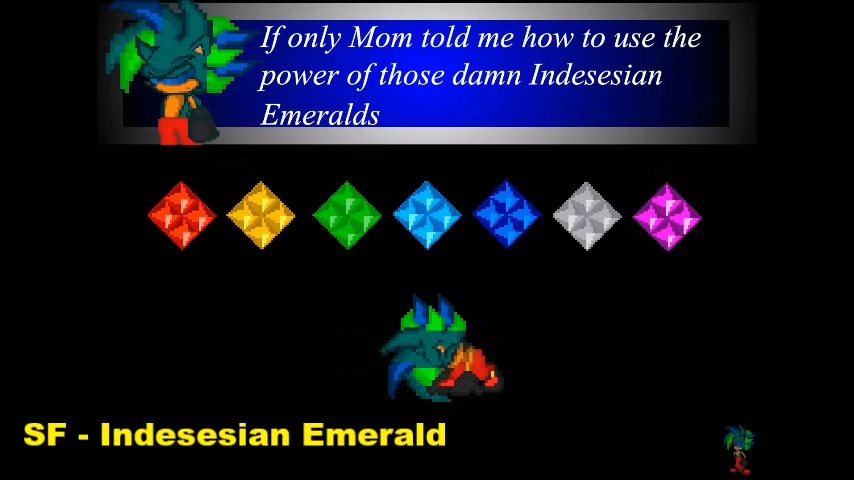 If only Mom told me how to use the
power of those damn Indesesian
Emeralds
SF - Indesesian Emerald